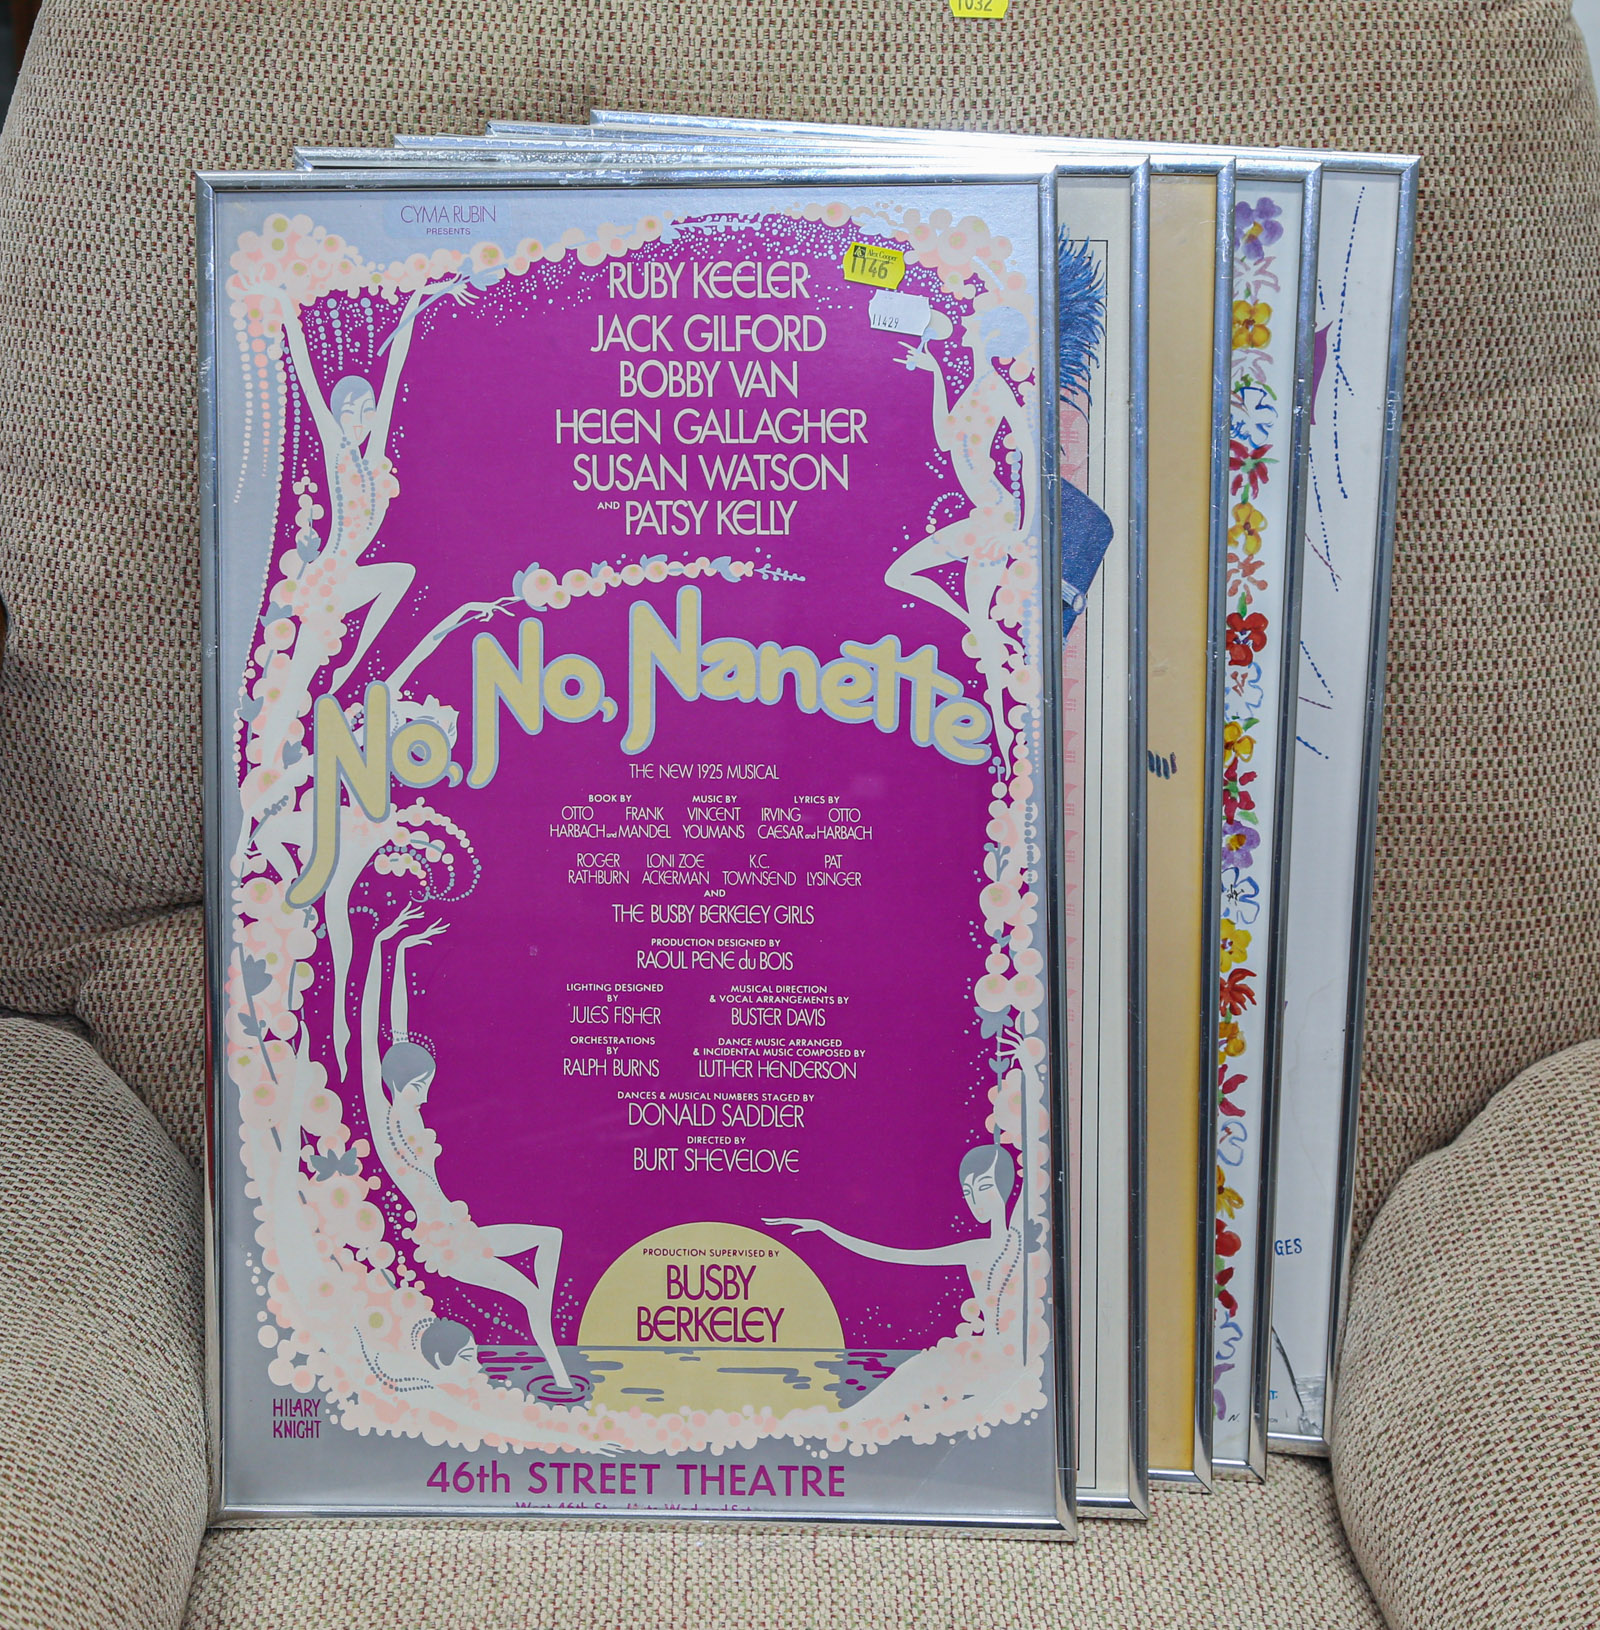 1032
CYMA RUBIN
PRESENTS
Alex Cooper
1146
11429
RUBY KEELER
JACK GILFORD
BOBBY VAN
HELEN GALLAGHER
SUSAN WATSON
AND PATSY KELLY
No, No, Nanette
THE NEW 1925 MUSICAL
BOOK BY MUSIC BY LYRICS BY
OTTO FRANK VINCENT IRVING OTTO
HARBACH and MANDEL YOUMANS CAESAR and HARBACH
ROGER LONI ZOE K.C. PAT
RATHBURN ACKERMAN TOWNSEND LYSINGER
AND
THE BUSBY BERKELEY GIRLS
PRODUCTION DESIGNED BY
RAOUL PENE du BOIS
LIGHTING DESIGNED MUSICAL DIRECTION
BY & VOCAL ARRANGEMENTS BY
JULES FISHER BUSTER DAVIS
ORCHESTRATIONS DANCE MUSIC ARRANGED
BY & INCIDENTAL MUSIC COMPOSED BY
RALPH BURNS LUTHER HENDERSON
DANCES & MUSICAL NUMBERS STAGED BY
DONALD SADDLER
DIRECTED BY
BURT SHEVELOVE
PRODUCTION SUPERVISED BY
BUSBY
BERKELEY
HILARY
KNIGHT
46th STREET THEATRE
GES